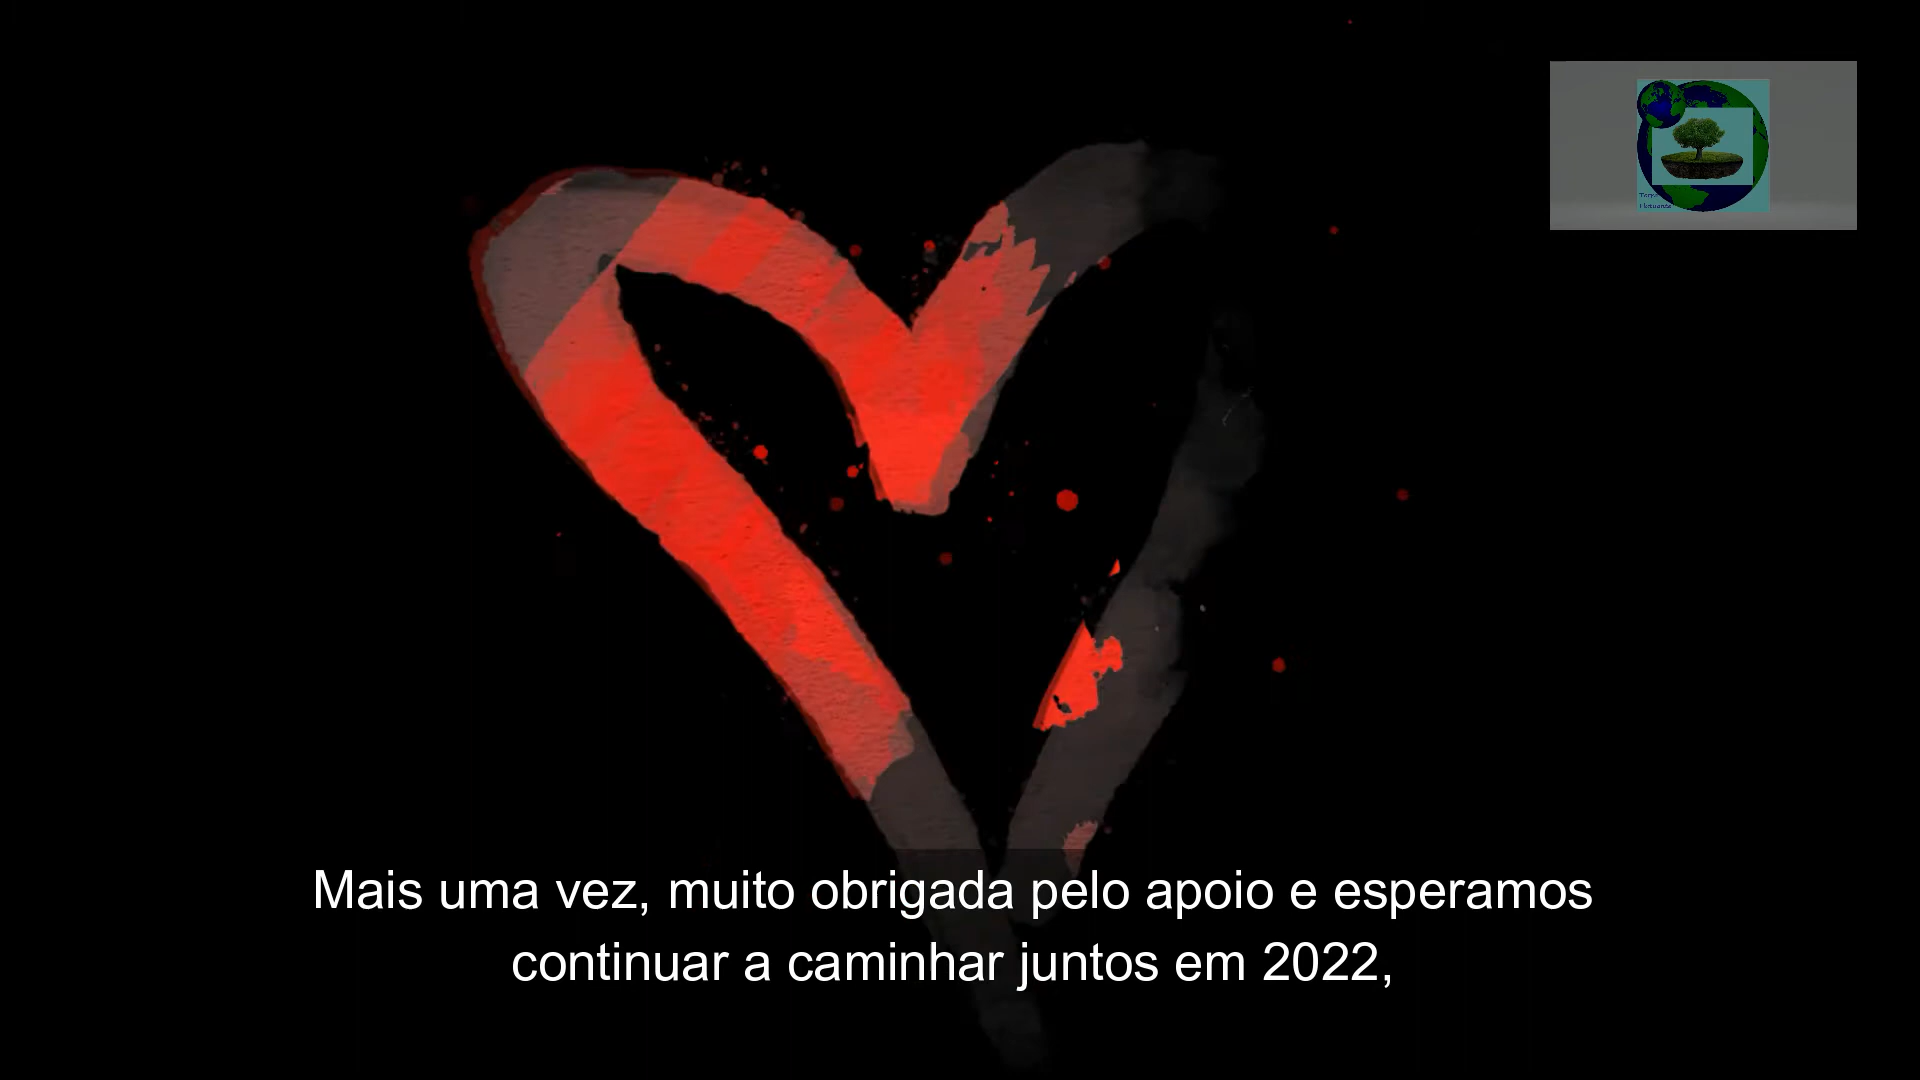 Mais uma vez, muito obrigada pelo apoio e esperamos
continuar a caminhar juntos em 2022,